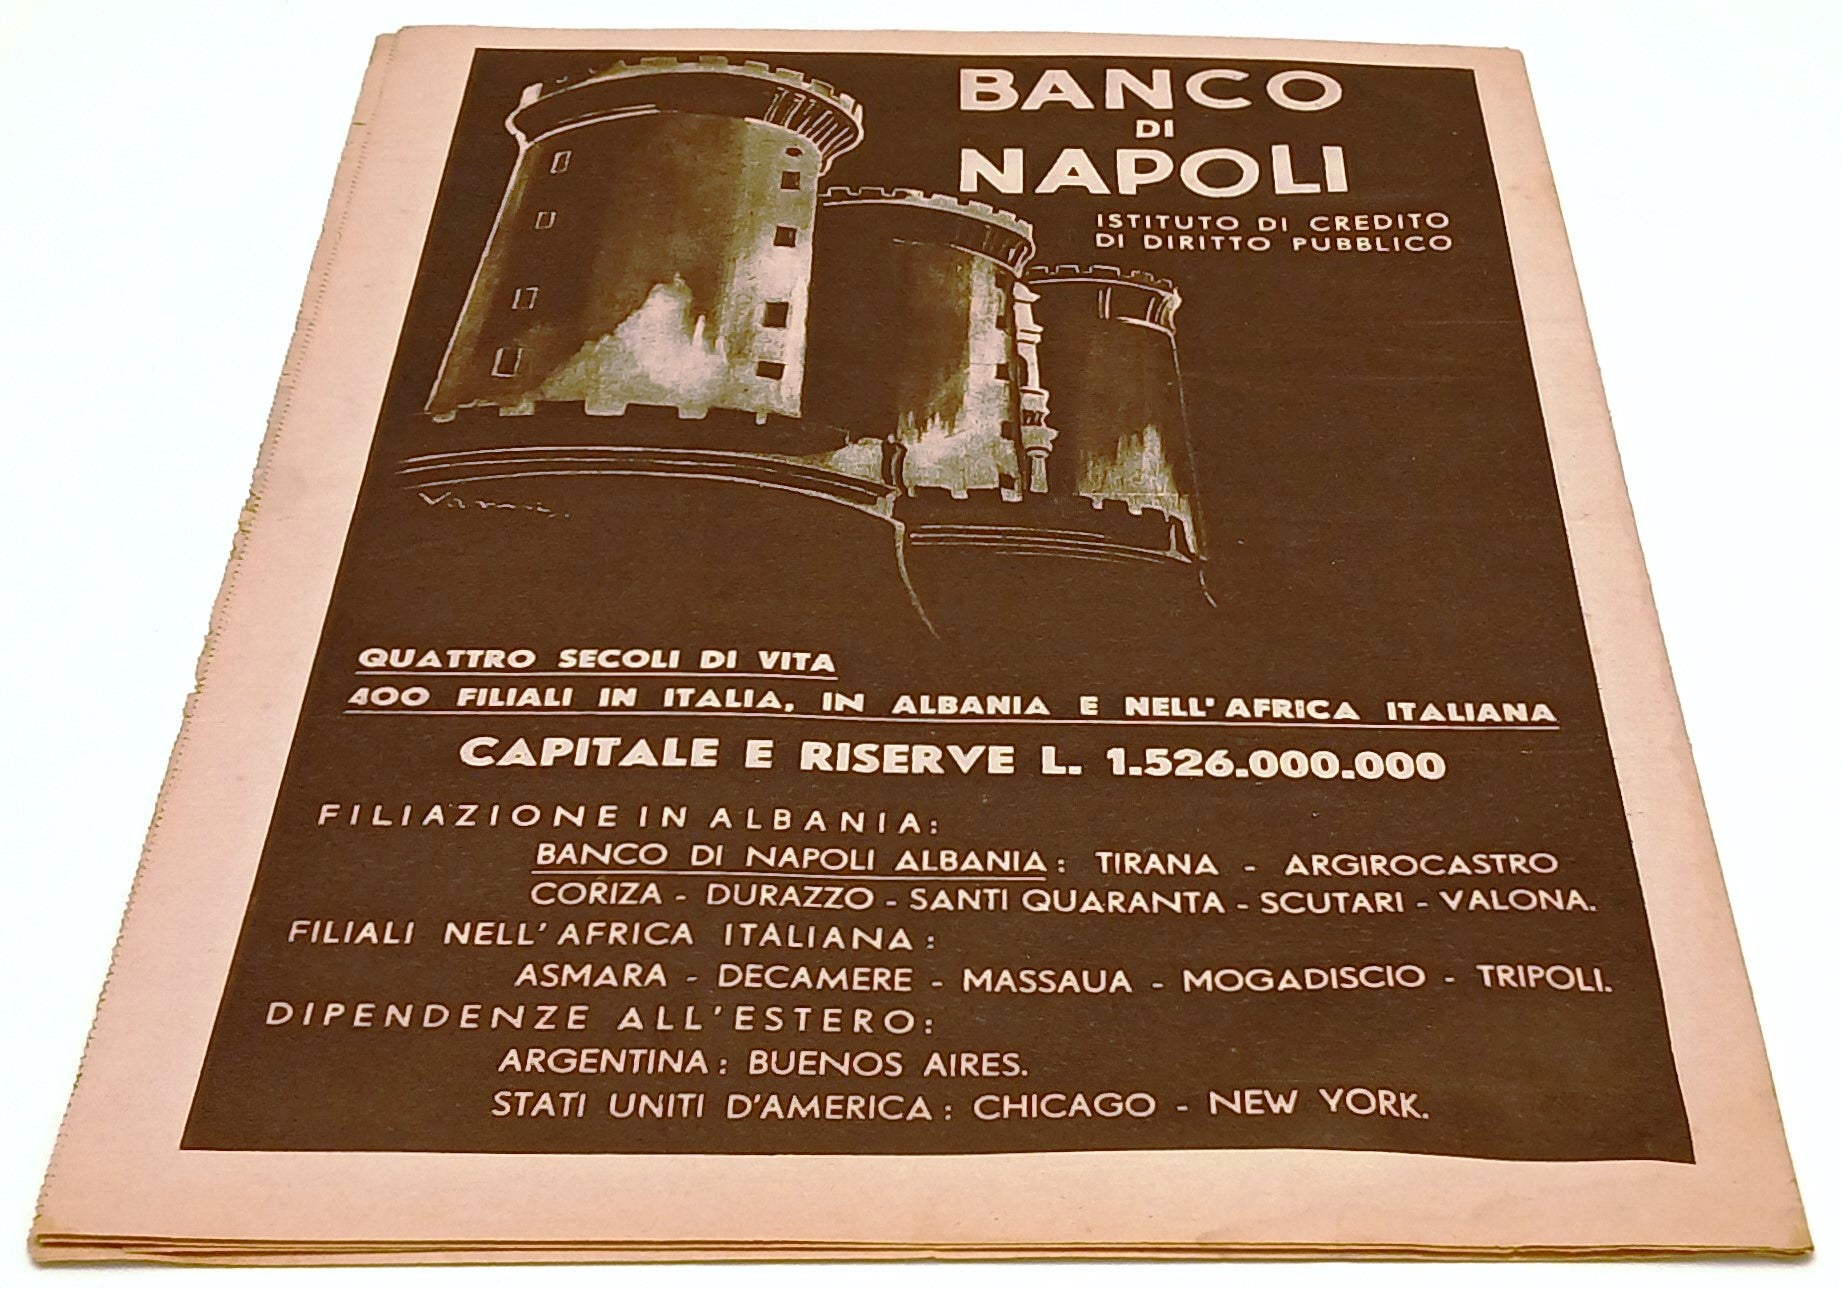 BANCO
DI
NAPOLI
ISTITUTO DI CREDITO
DI DIRITTO PUBBLICO
QUATTRO SECOLI DI VITA
400 FILIALI IN ITALIA, IN ALBANIA E NELL'AFRICA ITALIANA
CAPITALE E RISERVE L. 1.526.000.000
FILIAZIONE IN ALBANIA:
BANCO DI NAPOLI ALBANIA: TIRANA - ARGIROCASTRO
CORIZA - DURAZZO - SANTI QUARANTA - SCUTARI - VALONA.
FILIALI NELL'AFRICA ITALIANA:
ASMARA - DECAMERE - MASSAUA - MOGADISCIO - TRIPOLI.
DIPENDENZE ALL'ESTERO:
ARGENTINA: BUENOS AIRES.
STATI UNITI D'AMERICA: CHICAGO - NEW YORK.